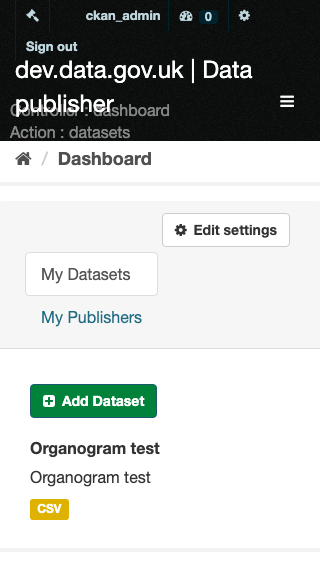 ckan_admin 0
Sign out
dev.data.gov.uk | Data
publisher
Controller : dashboard
Action : datasets
/ Dashboard
Edit settings
My Datasets
My Publishers
Add Dataset
Organogram test
Organogram test
CSV